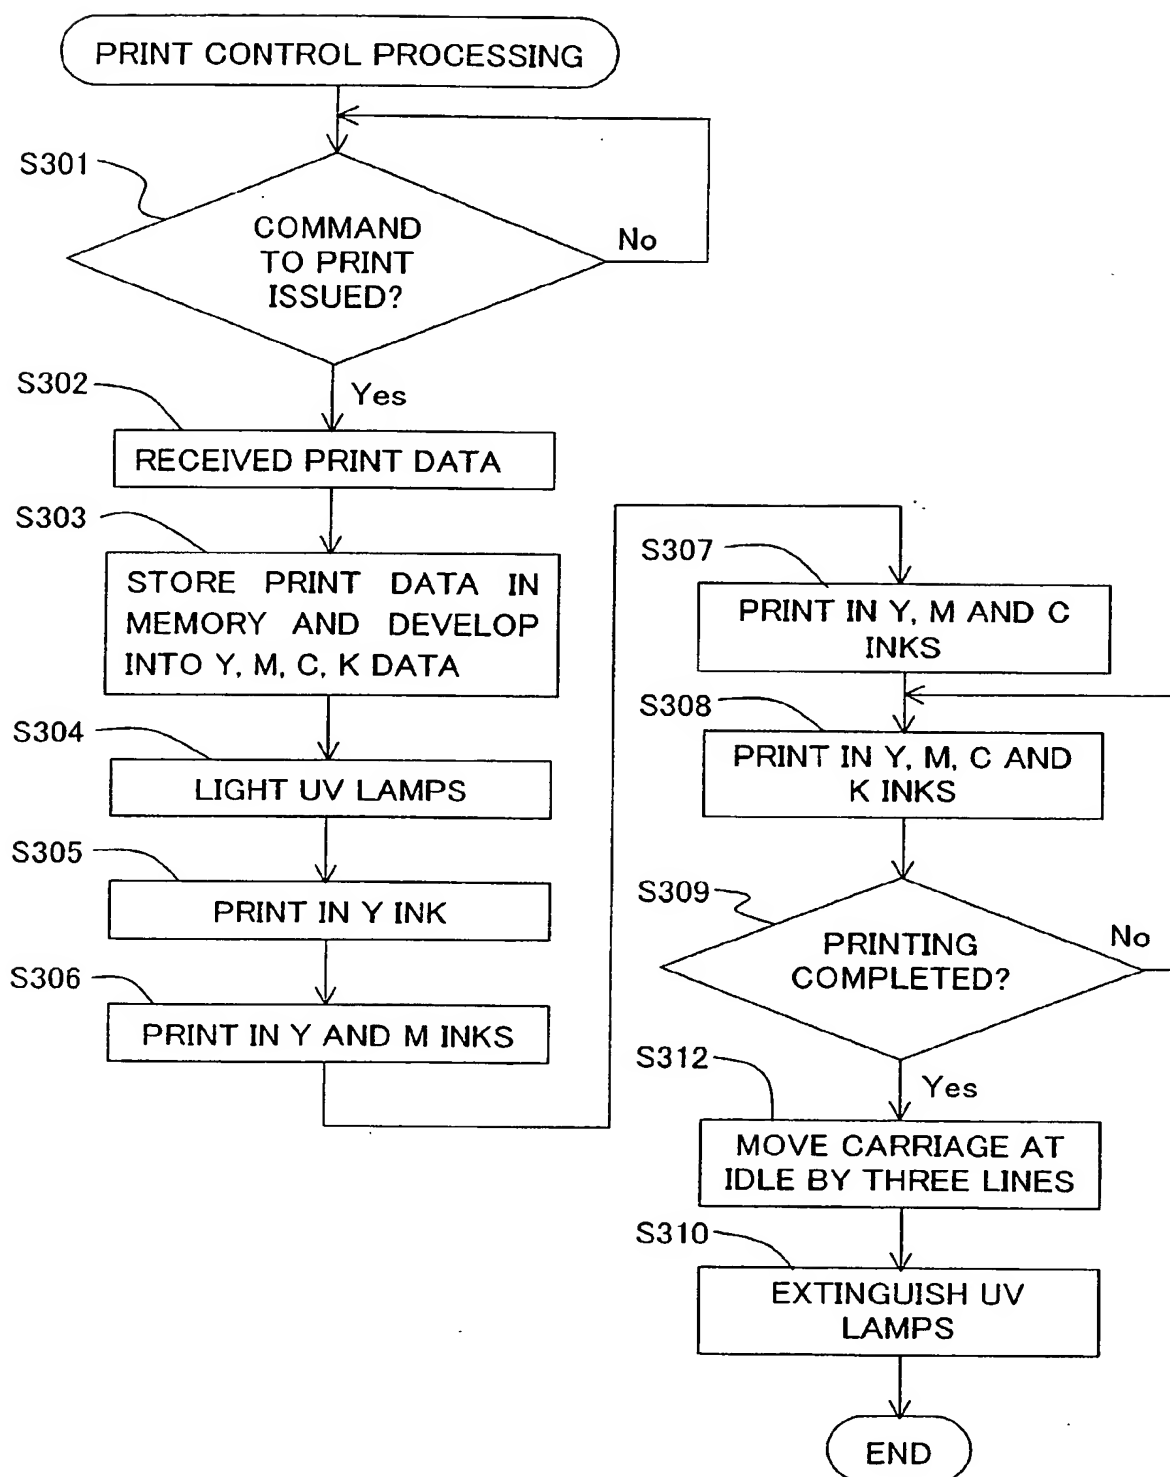 PRINT CONTROL PROCESSING
S301
COMMAND
TO PRINT
ISSUED?
No
Yes
S302
RECEIVED PRINT DATA
S303
STORE PRINT DATA IN
MEMORY AND DEVELOP
INTO Y, M, C, K DATA
S304
LIGHT UV LAMPS
S305
PRINT IN Y INK
S306
PRINT IN Y AND M INKS
S307
PRINT IN Y, M AND C
INKS
S308
PRINT IN Y, M, C AND
K INKS
S309
PRINTING
COMPLETED?
No
Yes
S312
MOVE CARRIAGE AT
IDLE BY THREE LINES
S310
EXTINGUISH UV
LAMPS
END